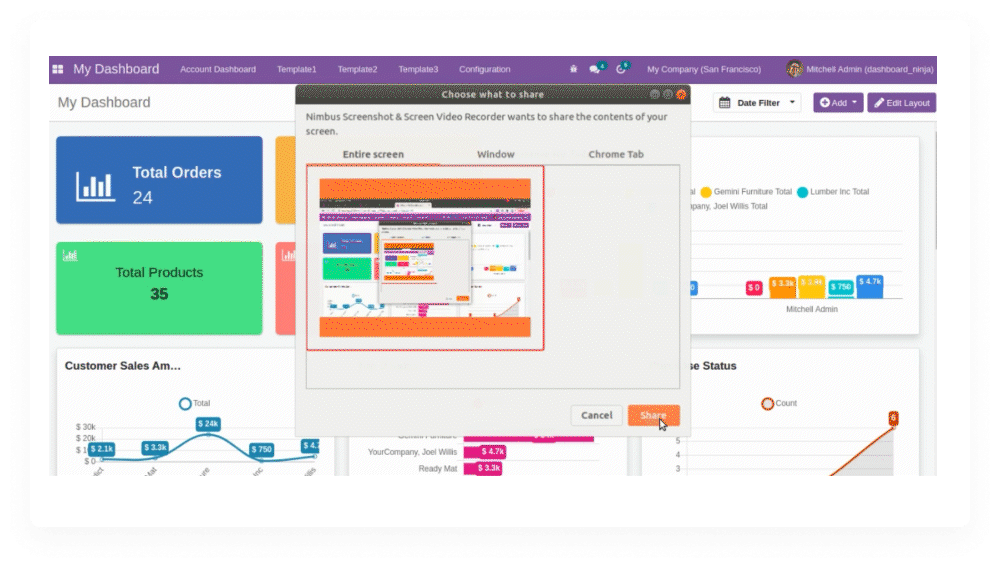 My Dashboard Account Dashboard Template1 Template2 Template3 Configuration My Company (San Francisco) Mitchell Admin (dashboard_ninja)
My Dashboard
Date Filter Add Edit Layout
Choose what to share
Nimbus Screenshot & Screen Video Recorder wants to share the contents of your
screen.
Entire screen Window Chrome Tab
Cancel Share
Total Orders
24
Total Products
35
Gemini Furniture Total Lumber Inc Total
Joel Willis Total
$ 0 $ 3.3k $ 750 $ 4.7k
Mitchell Admin
Customer Sales Am...
Total
$ 30k
$ 20k
$ 0
$ 2.1k $ 3.3k $ 24k $ 750
YourCompany, Joel Willis $ 4.7k
Ready Mat $ 3.3k
Status
Count
6
5
4
3